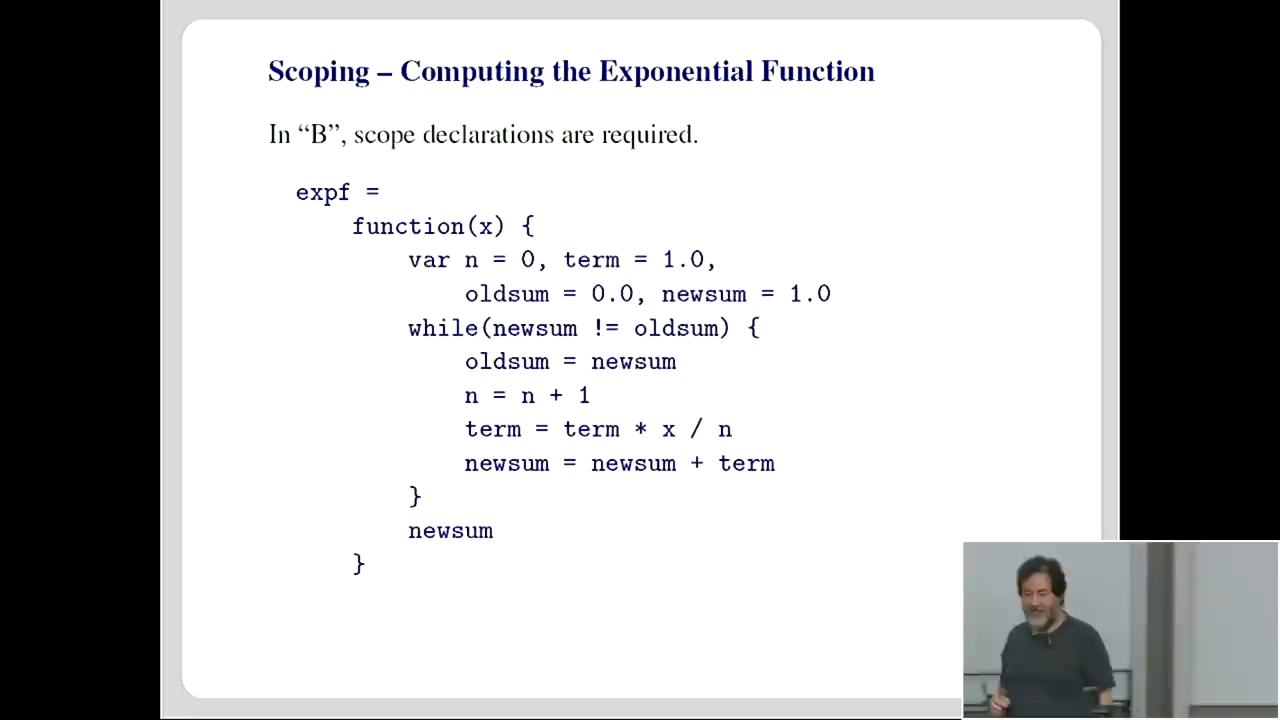 Scoping – Computing the Exponential Function
In “B”, scope declarations are required.
expf =
function(x) {
var n = 0, term = 1.0,
oldsum = 0.0, newsum = 1.0
while(newsum != oldsum) {
oldsum = newsum
n = n + 1
term = term * x / n
newsum = newsum + term
}
newsum
}